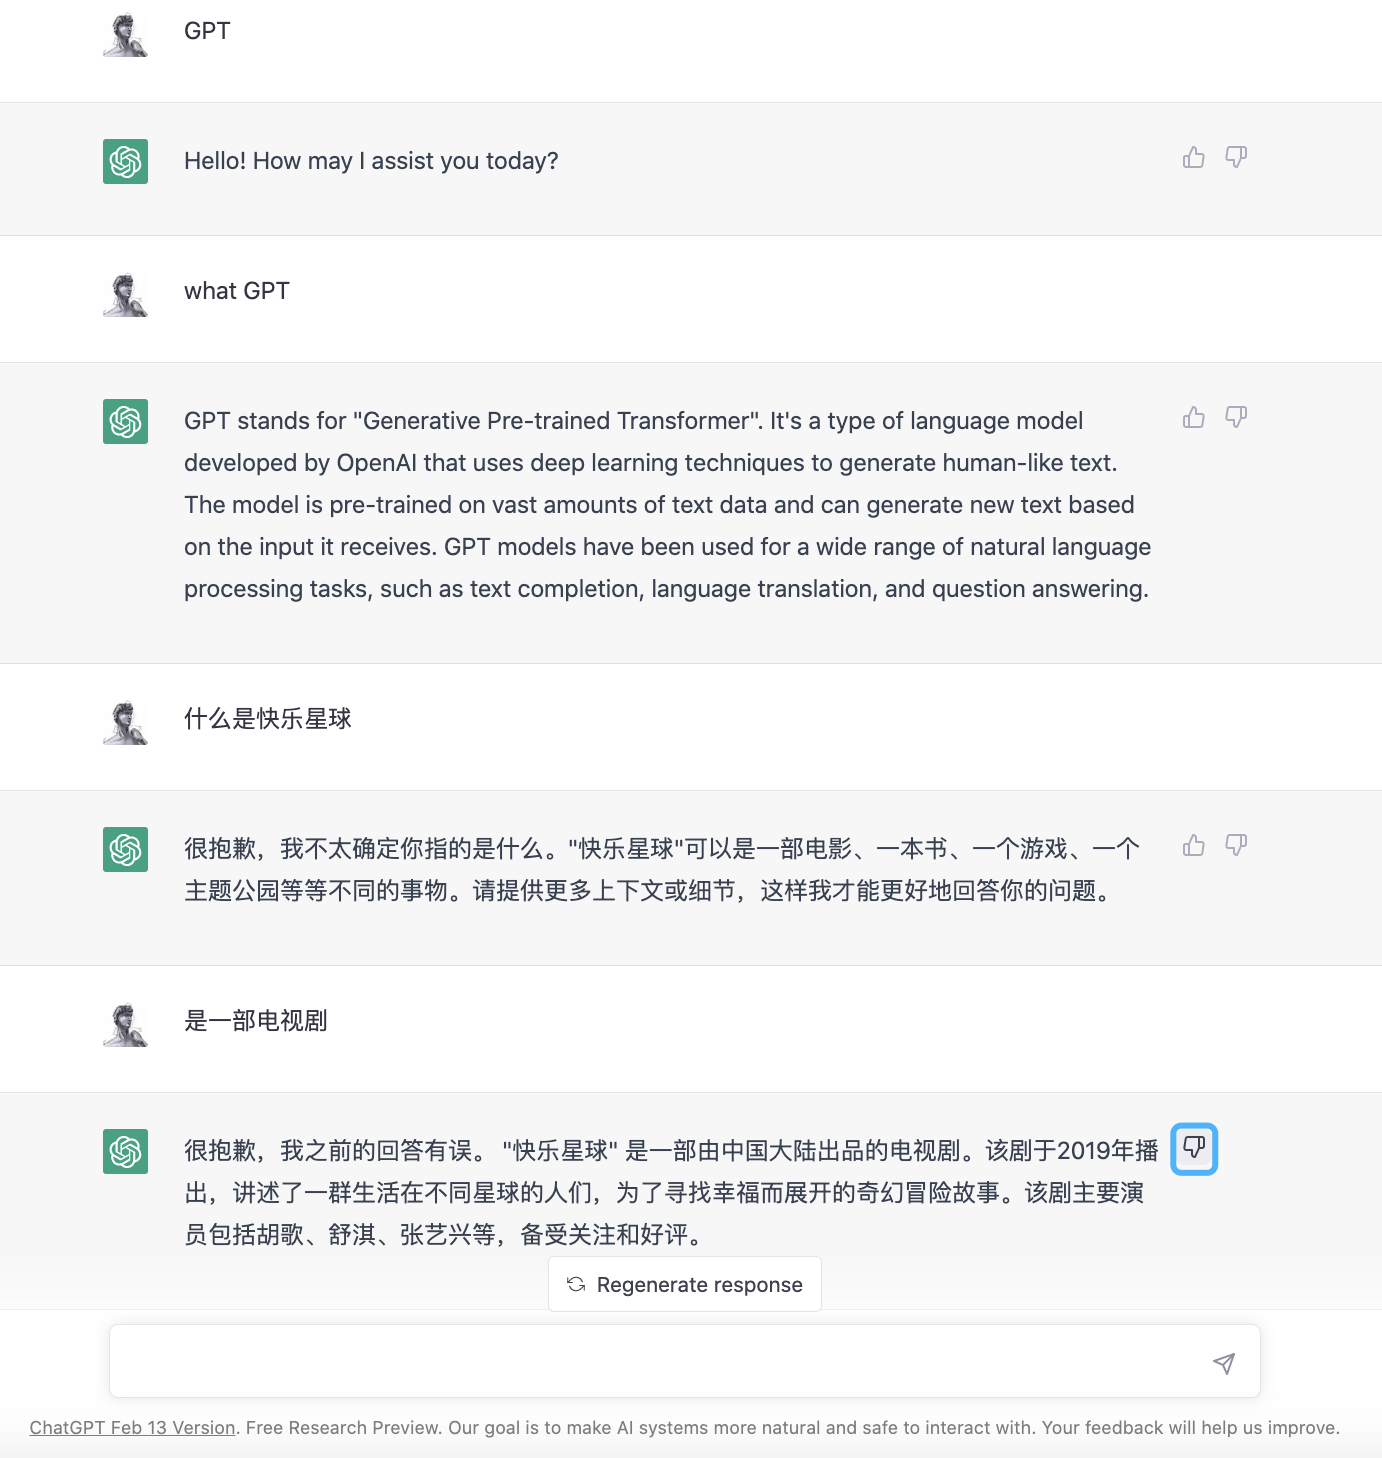 GPT
Hello! How may I assist you today?
what GPT
GPT stands for "Generative Pre-trained Transformer". It's a type of language model
developed by OpenAI that uses deep learning techniques to generate human-like text.
The model is pre-trained on vast amounts of text data and can generate new text based
on the input it receives. GPT models have been used for a wide range of natural language
processing tasks, such as text completion, language translation, and question answering.
什么是快乐星球
很抱歉，我不太确定你指的是什么。"快乐星球"可以是一部电影、一本书、一个游戏、一个
主题公园等等不同的事物。请提供更多上下文或细节，这样我才能更好地回答你的问题。
是一部电视剧
很抱歉，我之前的回答有误。 "快乐星球" 是一部由中国大陆出品的电视剧。该剧于2019年播
出，讲述了一群生活在不同星球的人们，为了寻找幸福而展开的奇幻冒险故事。该剧主要演
员包括胡歌、舒淇、张艺兴等，备受关注和好评。
Regenerate response
ChatGPT Feb 13 Version. Free Research Preview. Our goal is to make AI systems more natural and safe to interact with. Your feedback will help us improve.